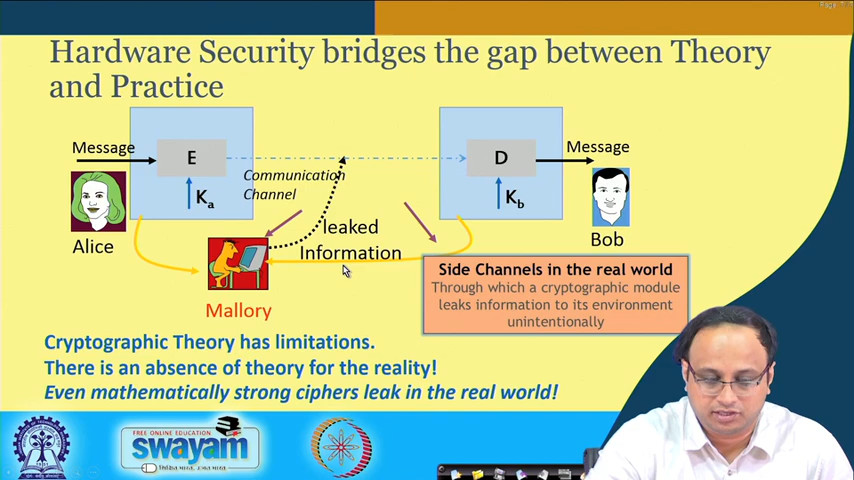 Hardware Security bridges the gap between Theory
and Practice
Message
E
Ka
Alice
Communication
Channel
leaked
Information
Mallory
D
Kb
Message
Bob
Side Channels in the real world
Through which a cryptographic module
leaks information to its environment
unintentionally
Cryptographic Theory has limitations.
There is an absence of theory for the reality!
Even mathematically strong ciphers leak in the real world!
FREE ONLINE EDUCATION
swayam